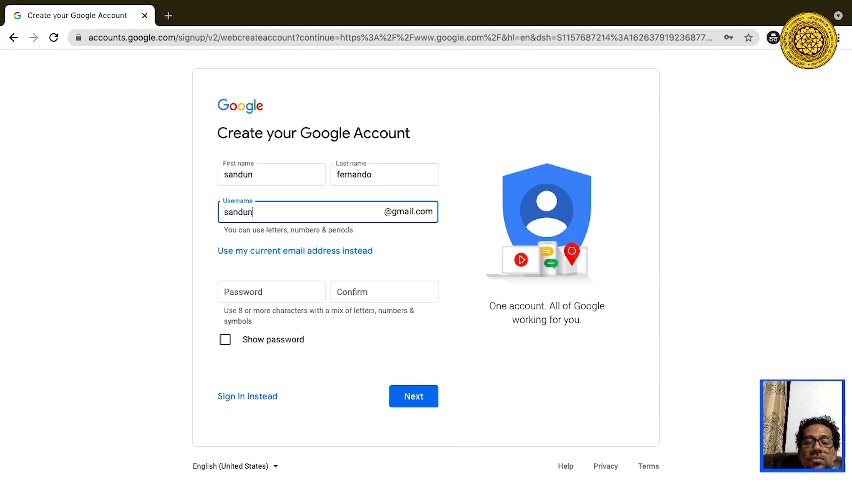 Create your Google Account
accounts.google.com/signup/v2/webcreateaccount?continue=https%3A%2F%2Fwww.google.com%2F&hl=en&dsh=S1157687214%3A162637919236877...
Google
Create your Google Account
First name
sandun
Last name
fernando
Username
sandun
@gmail.com
You can use letters, numbers & periods
Use my current email address instead
Password
Confirm
Use 8 or more characters with a mix of letters, numbers &
symbols
Show password
Sign in instead
Next
One account. All of Google
working for you.
English (United States)
Help
Privacy
Terms